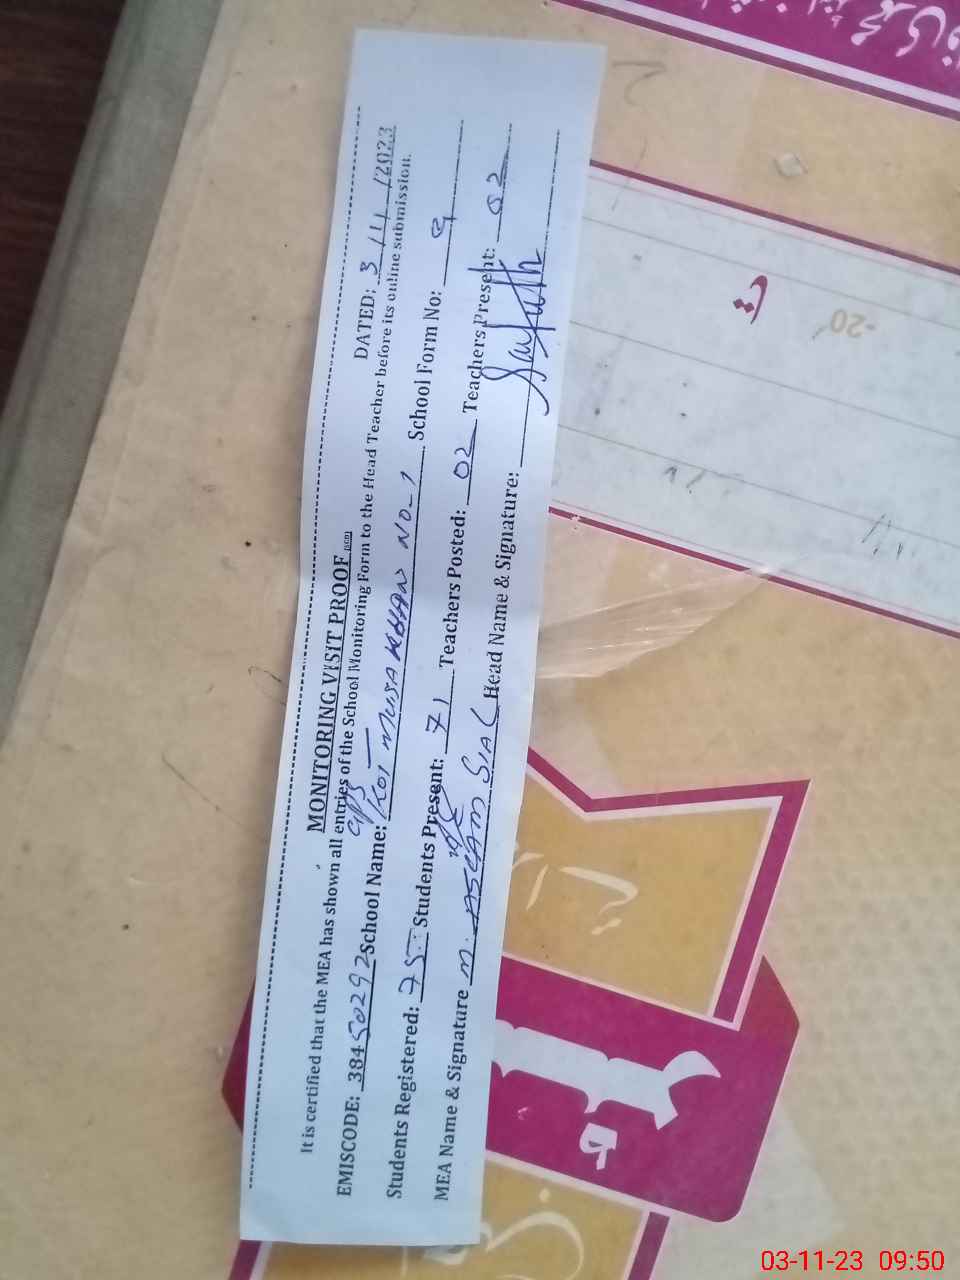 MONITORING VISIT PROOF DATED: 3/11/2023
It is certified that the MEA has shown all entries of the School Monitoring Form to the Head Teacher before its online submission.
EMISCODE: 38450292 School Name: GPS KOT MUSA KHAN NO-1 School Form No: 9
Students Registered: 75 Students Present: 71 Teachers Posted: 02 Teachers Present: 02
MEA Name & Signature M. ASLAM SIAL Head Name & Signature:
-20
03-11-23 09:50